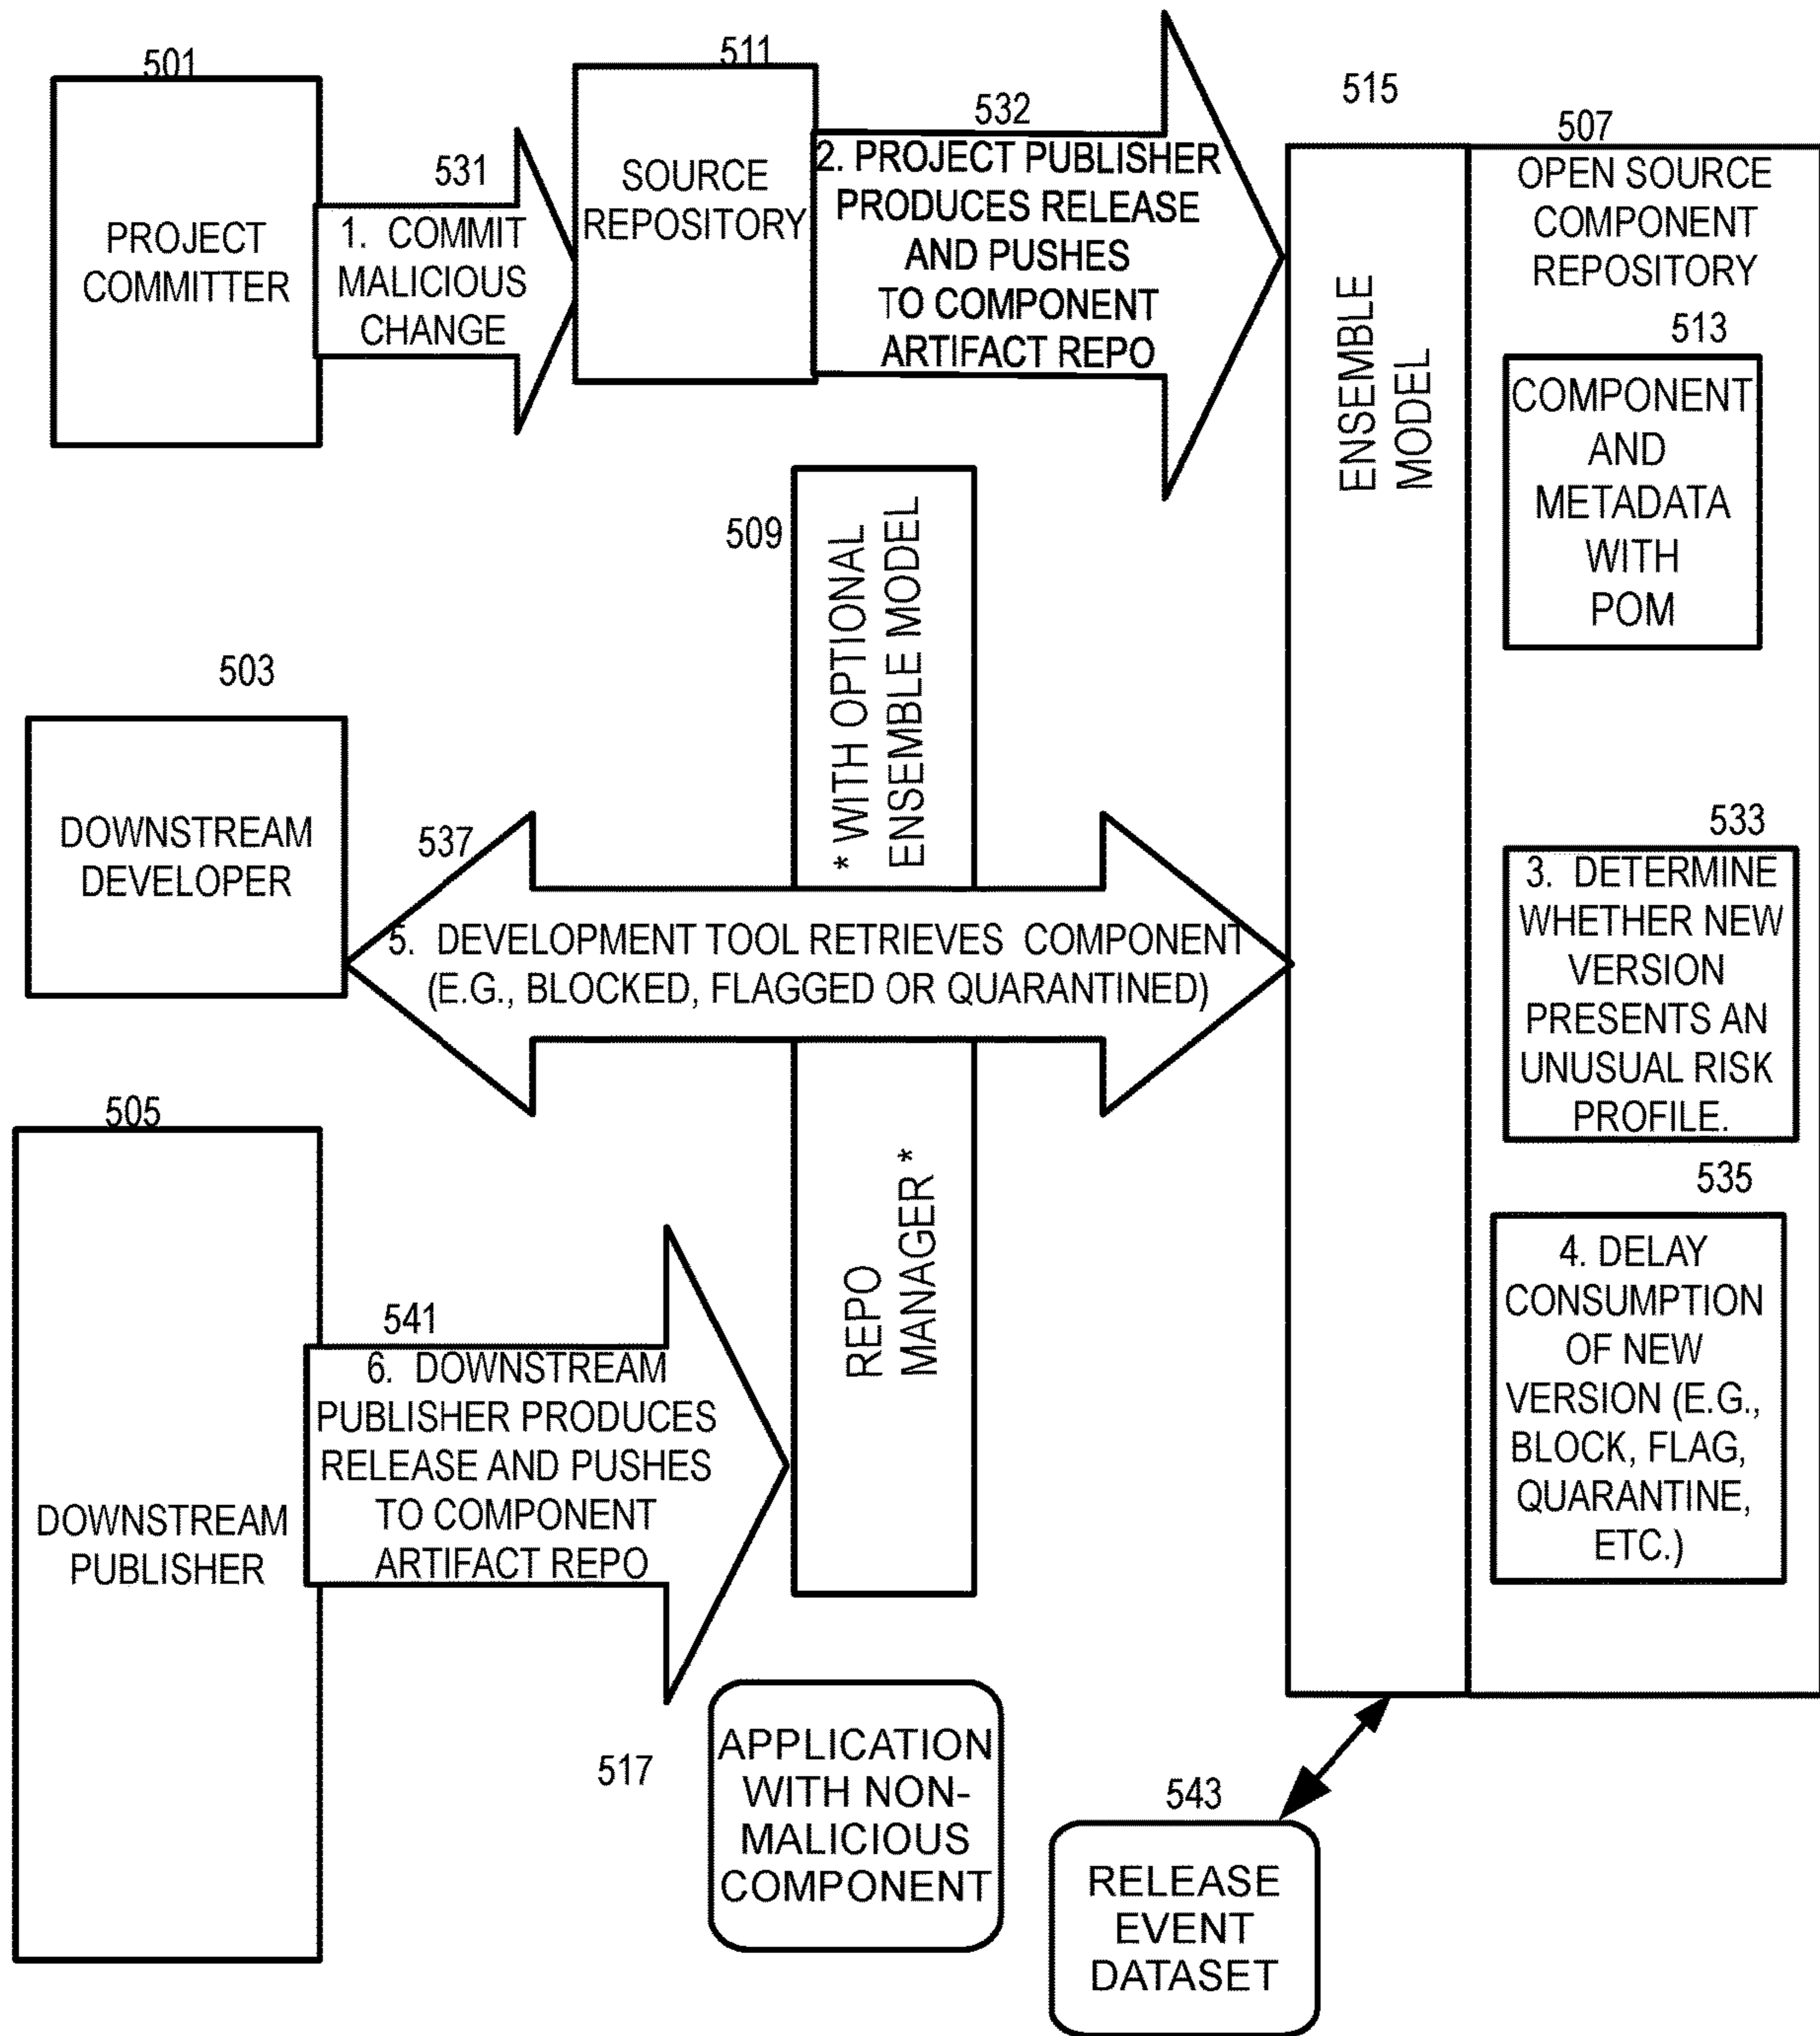 501
PROJECT
COMMITTER
531
1. COMMIT
MALICIOUS
CHANGE
511
SOURCE
REPOSITORY
532
2. PROJECT PUBLISHER
PRODUCES RELEASE
AND PUSHES
TO COMPONENT
ARTIFACT REPO
515
ENSEMBLE
MODEL
507
OPEN SOURCE
COMPONENT
REPOSITORY
513
COMPONENT
AND
METADATA
WITH
POM
509
* WITH OPTIONAL
ENSEMBLE MODEL
503
DOWNSTREAM
DEVELOPER
537
5. DEVELOPMENT TOOL RETRIEVES COMPONENT
(E.G., BLOCKED, FLAGGED OR QUARANTINED)
533
3. DETERMINE
WHETHER NEW
VERSION
PRESENTS AN
UNUSUAL RISK
PROFILE.
535
4. DELAY
CONSUMPTION
OF NEW
VERSION (E.G.,
BLOCK, FLAG,
QUARANTINE,
ETC.)
505
DOWNSTREAM
PUBLISHER
541
6. DOWNSTREAM
PUBLISHER PRODUCES
RELEASE AND PUSHES
TO COMPONENT
ARTIFACT REPO
REPO
MANAGER *
517
APPLICATION
WITH NON-
MALICIOUS
COMPONENT
543
RELEASE
EVENT
DATASET